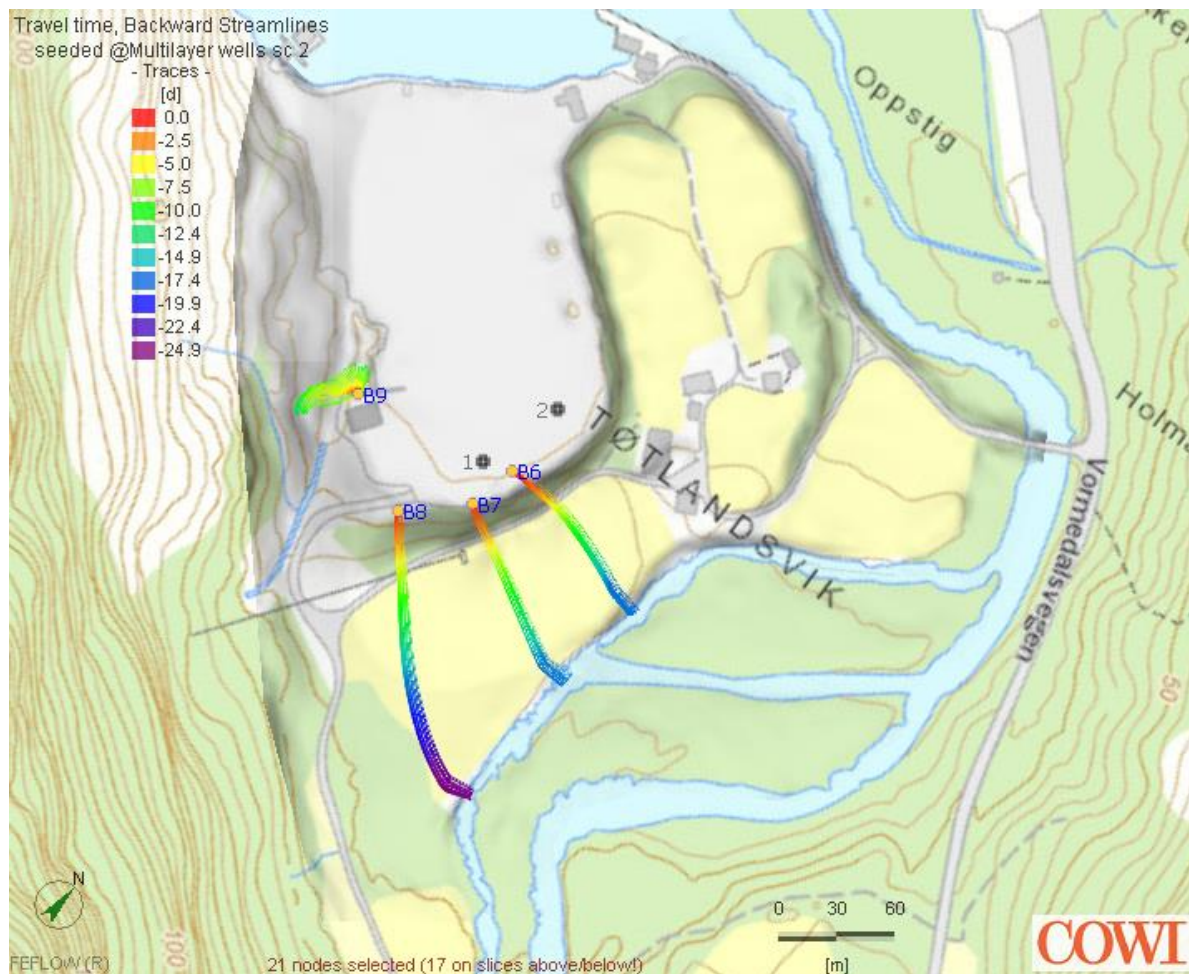 Travel time, Backward Streamlines
seeded @Multilayer wells sc 2
- Traces -
[d]
0.0
-2.5
-5.0
-7.5
-10.0
-12.4
-14.9
-17.4
-19.9
-22.4
-24.9
Oppstig
Holm
B9
2
TØTLANDSVIK
1
B6
B8
B7
Vormedalsvegen
50
100
N
0 30 60
[m]
COWI
FEFLOW (R)
21 nodes selected (17 on slices above/below!)